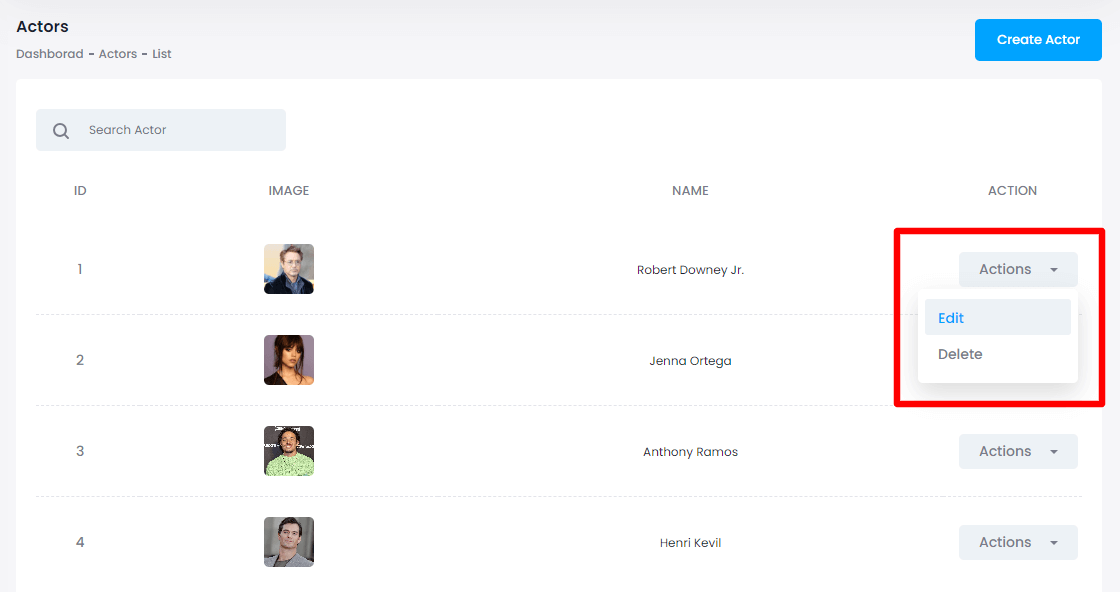 Actors
Dashborad - Actors - List
Create Actor
Search Actor
ID IMAGE NAME ACTION
1 Robert Downey Jr. Actions
Edit
Delete
2 Jenna Ortega
3 Anthony Ramos Actions
4 Henri Kevil Actions